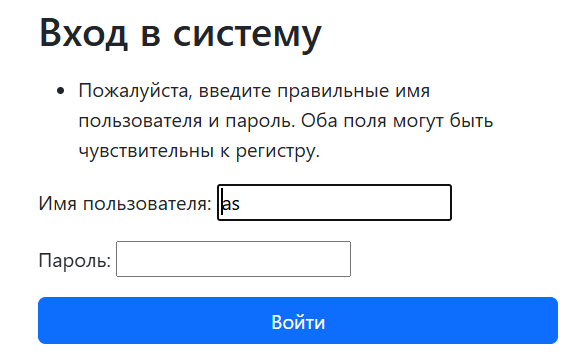 Вход в систему
Пожалуйста, введите правильные имя
пользователя и пароль. Оба поля могут быть
чувствительны к регистру.
Имя пользователя: as
Пароль:
Войти